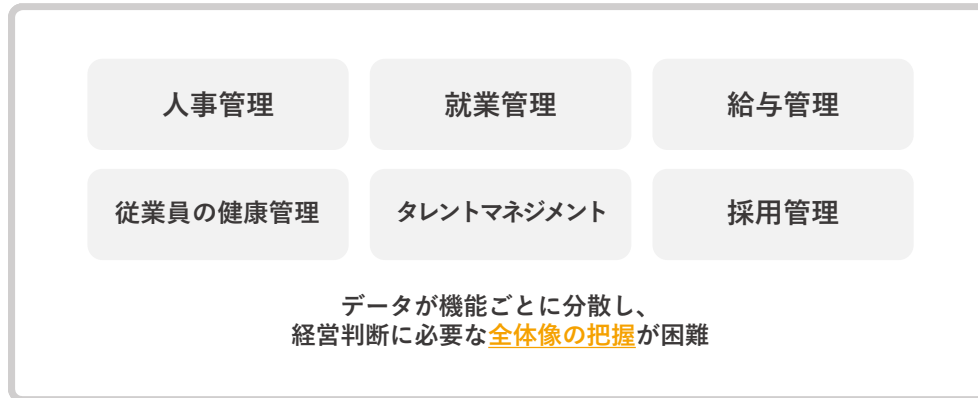 人事管理
就業管理
給与管理
従業員の健康管理
タレントマネジメント
採用管理
データが機能ごとに分散し、
経営判断に必要な全体像の把握が困難